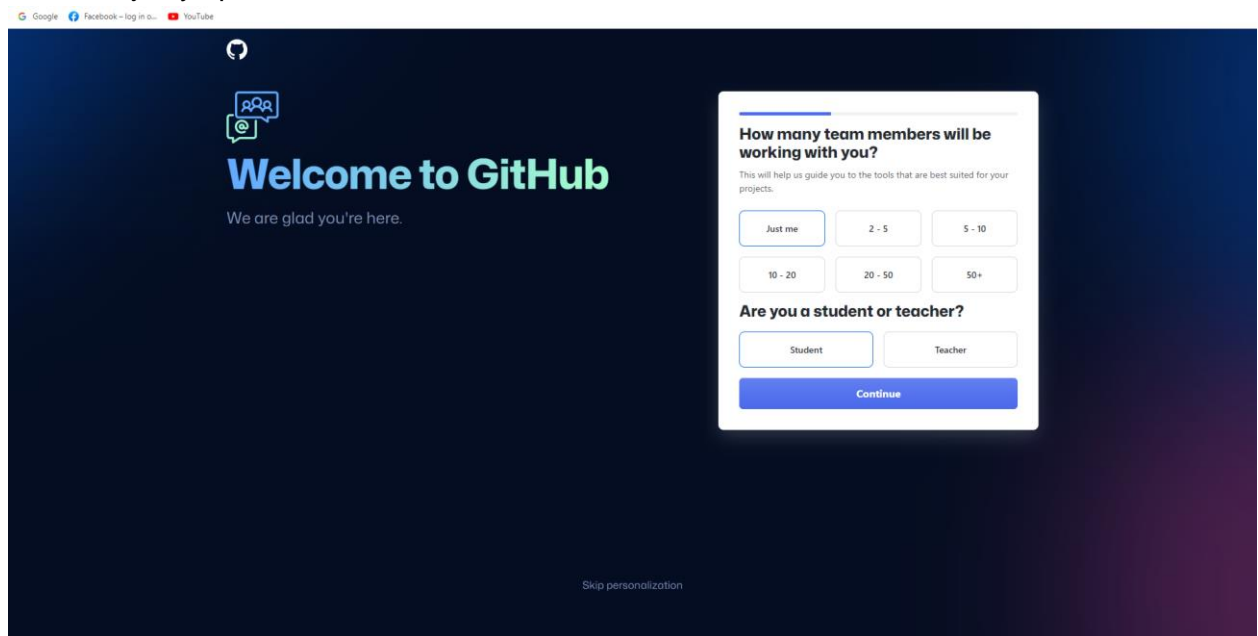 Google Facebook – log in o... YouTube
@
Welcome to GitHub
We are glad you're here.
How many team members will be
working with you?
This will help us guide you to the tools that are best suited for your
projects.
Just me 2 - 5 5 - 10
10 - 20 20 - 50 50+
Are you a student or teacher?
Student Teacher
Continue
Skip personalization